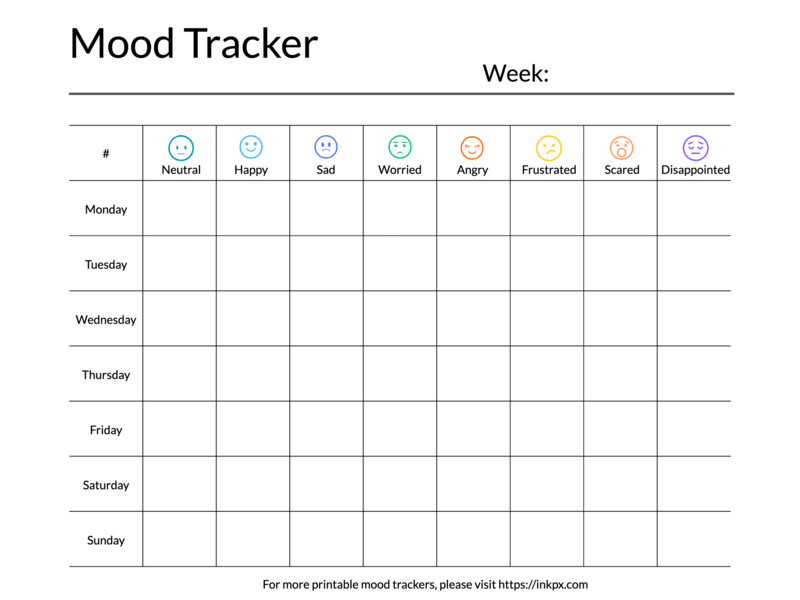 Mood Tracker
Week:
# Neutral Happy Sad Worried Angry Frustrated Scared Disappointed
Monday
Tuesday
Wednesday
Thursday
Friday
Saturday
Sunday
For more printable mood trackers, please visit https://inkpx.com